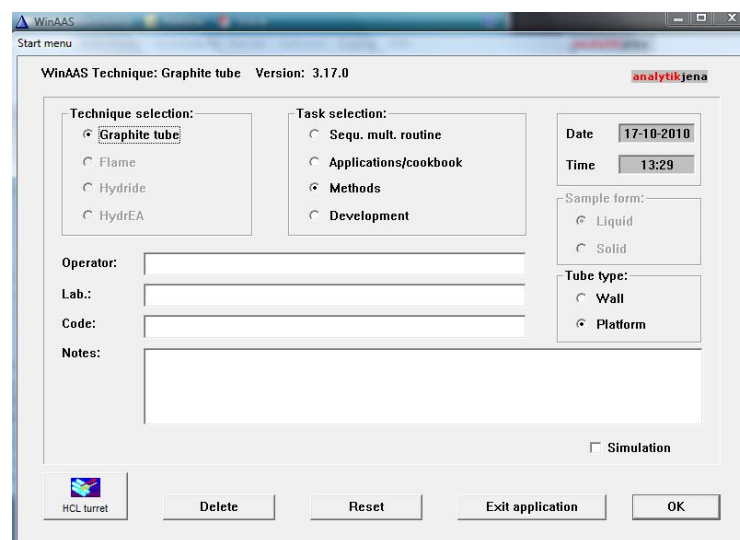 WinAAS
Start menu
WinAAS Technique: Graphite tube Version: 3.17.0
analytikjena
Technique selection:
Graphite tube
Flame
Hydride
HydrEA
Task selection:
Sequ. mult. routine
Applications/cookbook
Methods
Development
Date 17-10-2010
Time 13:29
Sample form:
Liquid
Solid
Tube type:
Wall
Platform
Operator:
Lab.:
Code:
Notes:
Simulation
HCL turret
Delete
Reset
Exit application
OK